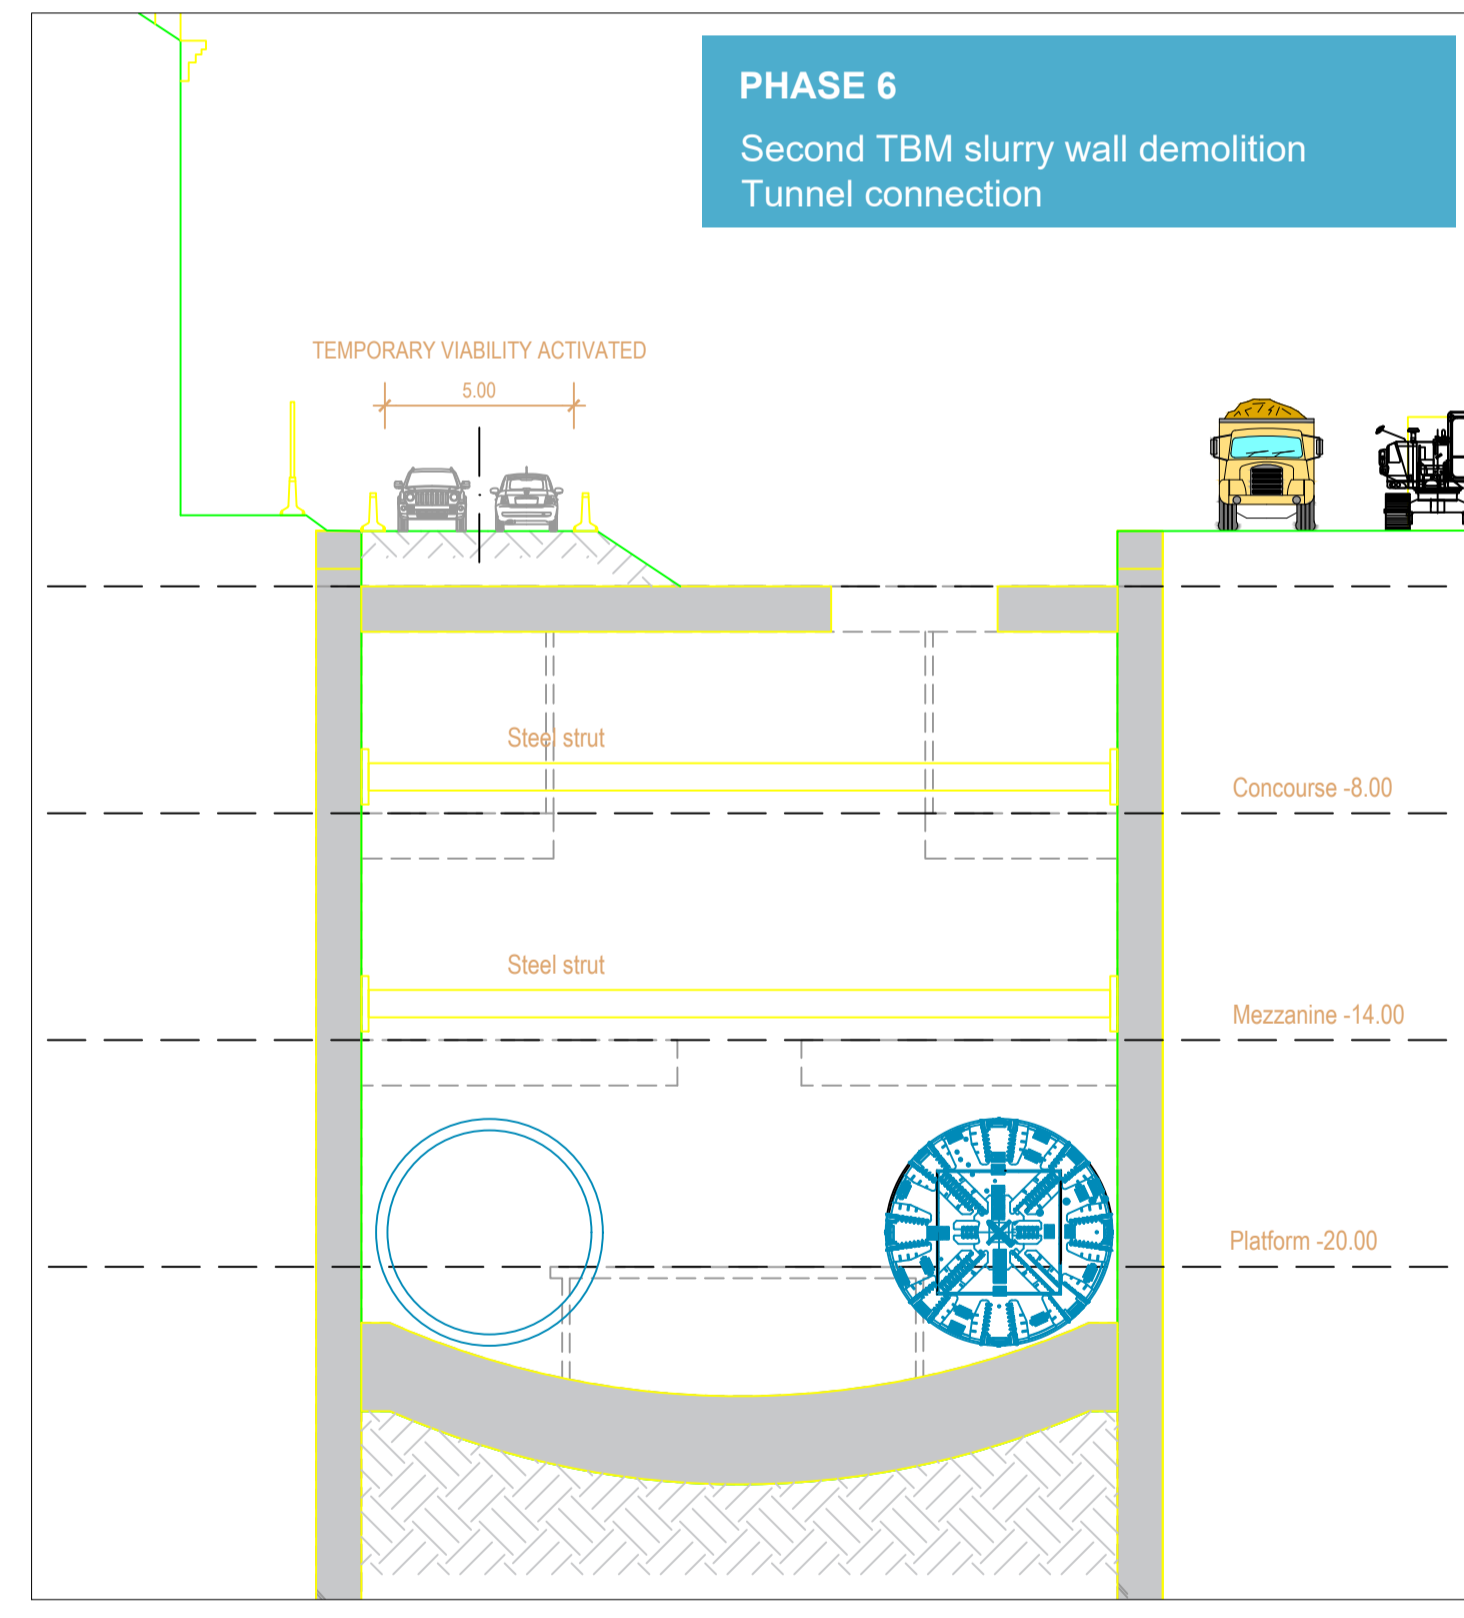 PHASE 6
Second TBM slurry wall demolition
Tunnel connection
TEMPORARY VIABILITY ACTIVATED
5.00
Steel strut
Concourse -8.00
Steel strut
Mezzanine -14.00
Platform -20.00